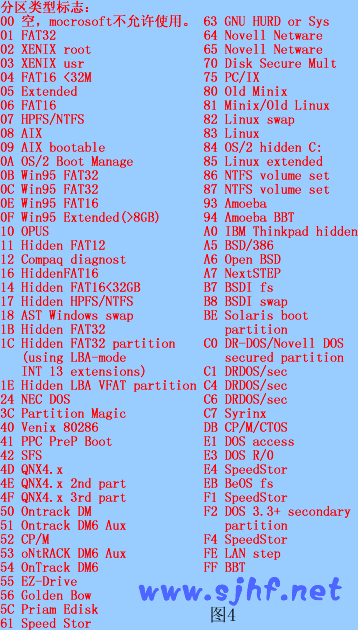 分区类型标志:
00 空，mocrosoft不允许使用。
01 FAT32
02 XENIX root
03 XENIX usr
04 FAT16 <32M
05 Extended
06 FAT16
07 HPFS/NTFS
08 AIX
09 AIX bootable
0A OS/2 Boot Manage
0B Win95 FAT32
0C Win95 FAT32
0E Win95 FAT16
0F Win95 Extended(>8GB)
10 OPUS
11 Hidden FAT12
12 Compaq diagnost
16 HiddenFAT16
14 Hidden FAT16<32GB
17 Hidden HPFS/NTFS
18 AST Windows swap
1B Hidden FAT32
1C Hidden FAT32 partition
(using LBA-mode
INT 13 extensions)
1E Hidden LBA VFAT partition
24 NEC DOS
3C Partition Magic
40 Venix 80286
41 PPC PreP Boot
42 SFS
4D QNX4.x
4E QNX4.x 2nd part
4F QNX4.x 3rd part
50 Ontrack DM
51 Ontrack DM6 Aux
52 CP/M
53 oNtRACK DM6 Aux
54 OnTrack DM6
55 EZ-Drive
56 Golden Bow
5C Priam Edisk
61 Speed Stor
63 GNU HURD or Sys
64 Novell Netware
65 Novell Netware
70 Disk Secure Mult
75 PC/IX
80 Old Minix
81 Minix/Old Linux
82 Linux swap
83 Linux
84 OS/2 hidden C:
85 Linux extended
86 NTFS volume set
87 NTFS volume set
93 Amoeba
94 Amoeba BBT
A0 IBM Thinkpad hidden
A5 BSD/386
A6 Open BSD
A7 NextSTEP
B7 BSDI fs
B8 BSDI swap
BE Solaris boot
partition
C0 DR-DOS/Novell DOS
secured partition
C1 DRDOS/sec
C4 DRDOS/sec
C6 DRDOS/sec
C7 Syrinx
DB CP/M/CTOS
E1 DOS access
E3 DOS R/O
E4 SpeedStor
EB BeOS fs
F1 SpeedStor
F2 DOS 3.3+ secondary
partition
F4 SpeedStor
FE LAN step
FF BBT
www.sjhf.net
图4